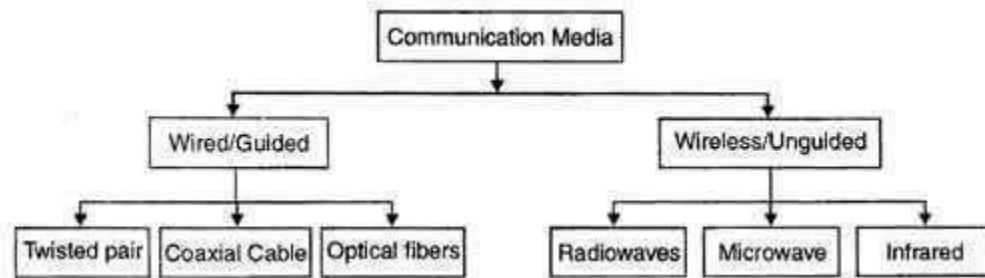 Communication Media
Wired/Guided
Wireless/Unguided
Twisted pair
Coaxial Cable
Optical fibers
Radiowaves
Microwave
Infrared